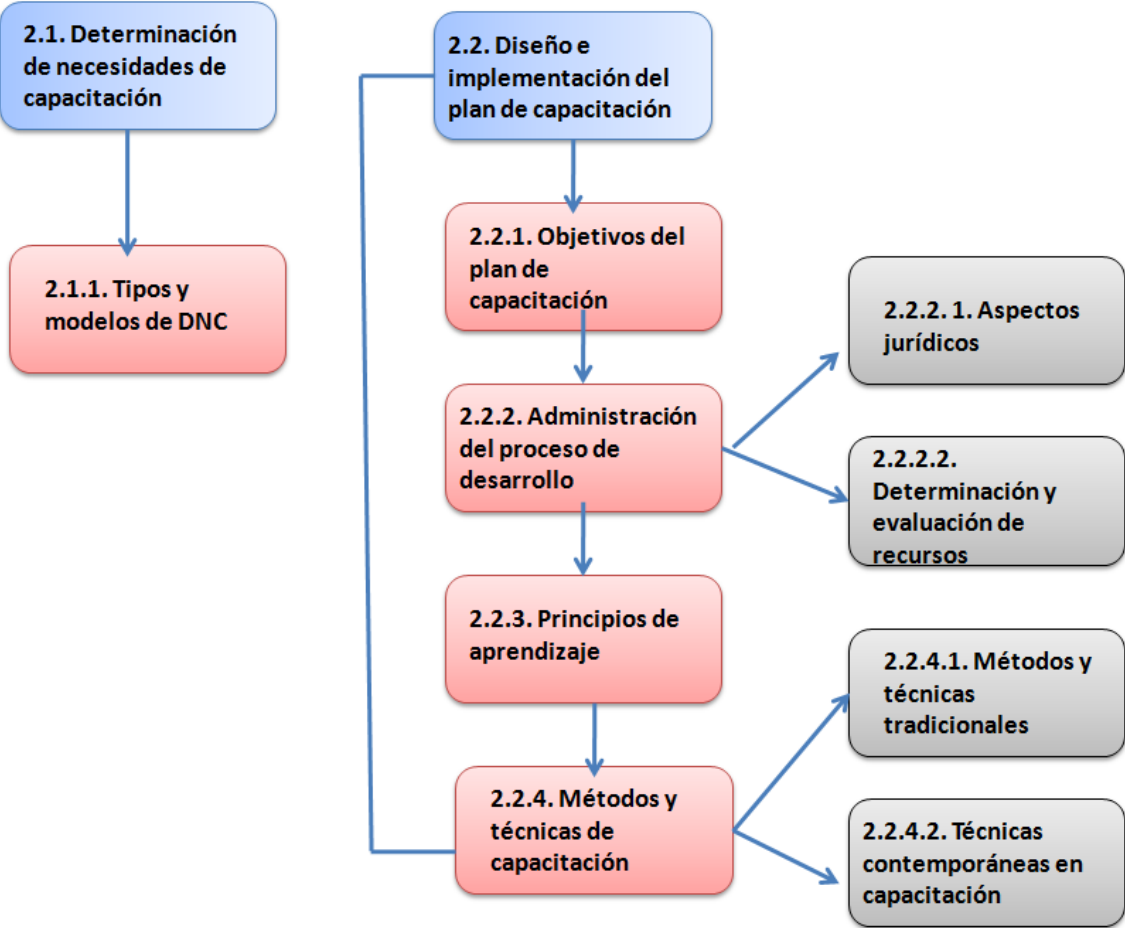 2.1. Determinación
de necesidades de
capacitación
2.1.1. Tipos y
modelos de DNC
2.2. Diseño e
implementación del
plan de capacitación
2.2.1. Objetivos del
plan de
capacitación
2.2.2. Administración
del proceso de
desarrollo
2.2.2. 1. Aspectos
jurídicos
2.2.2.2.
Determinación y
evaluación de
recursos
2.2.3. Principios de
aprendizaje
2.2.4. Métodos y
técnicas de
capacitación
2.2.4.1. Métodos y
técnicas
tradicionales
2.2.4.2. Técnicas
contemporáneas en
capacitación